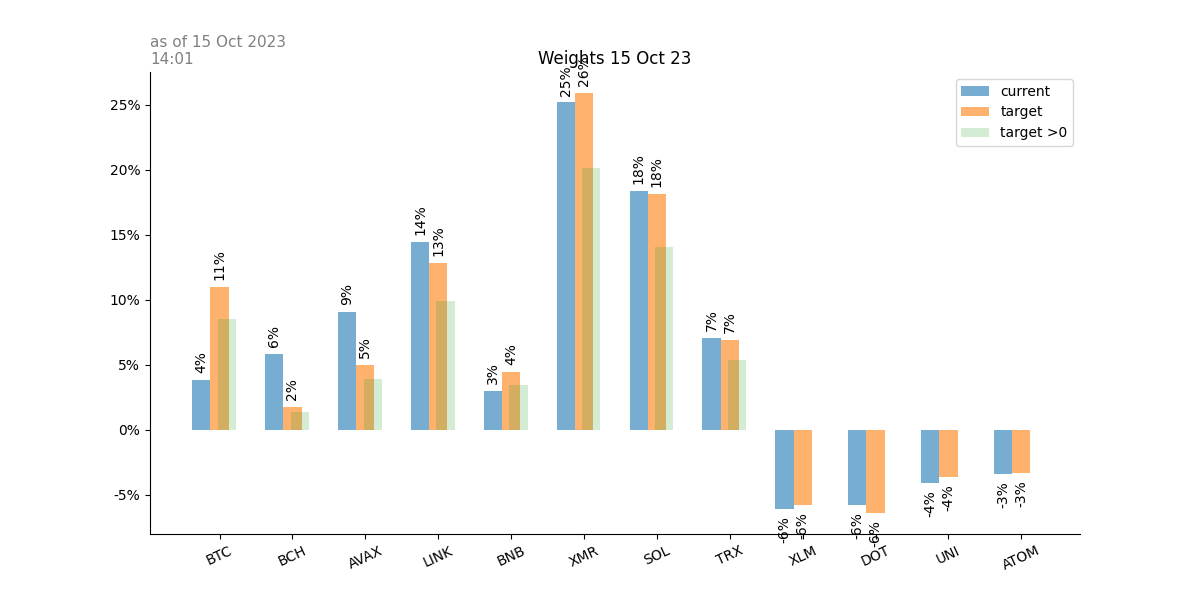 as of 15 Oct 2023
14:01
Weights 15 Oct 23
current
target
target >0
25%
20%
15%
10%
5%
0%
-5%
4%
11%
6%
2%
9%
5%
14%
13%
3%
4%
25%
26%
18%
18%
7%
7%
-6%
-6%
-6%
-6%
-4%
-4%
-3%
-3%
BTC
BCH
AVAX
LINK
BNB
XMR
SOL
TRX
XLM
DOT
UNI
ATOM